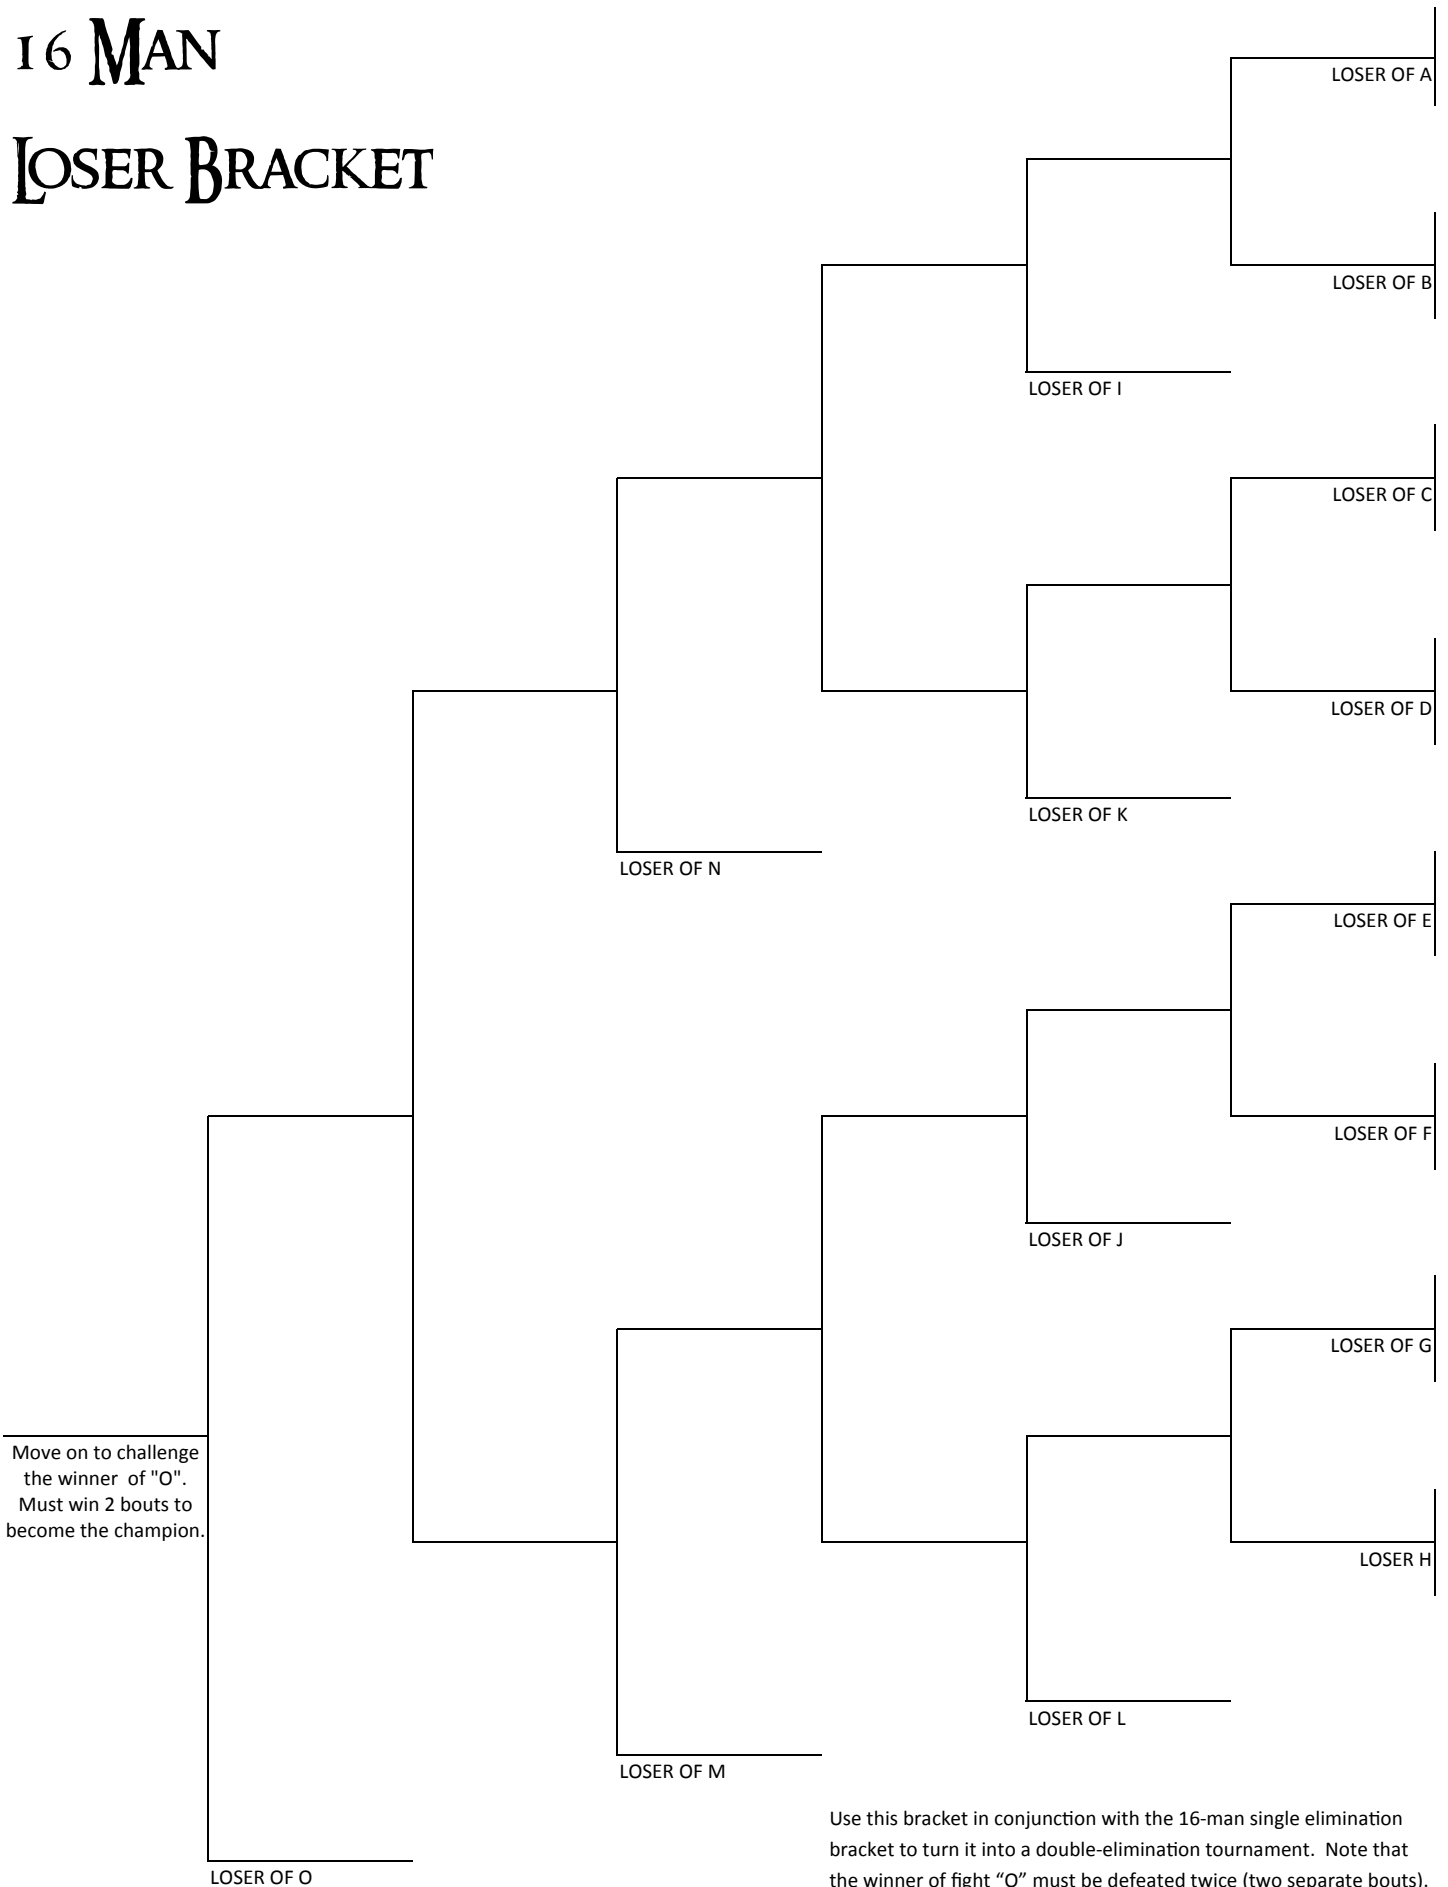 16 Man
Loser Bracket
LOSER OF A
LOSER OF B
LOSER OF I
LOSER OF C
LOSER OF D
LOSER OF K
LOSER OF N
LOSER OF E
LOSER OF F
LOSER OF J
LOSER OF G
Move on to challenge
the winner of "O".
Must win 2 bouts to
become the champion.
LOSER H
LOSER OF L
LOSER OF M
Use this bracket in conjunction with the 16-man single elimination
bracket to turn it into a double-elimination tournament. Note that
the winner of fight “O” must be defeated twice (two separate bouts).
LOSER OF O